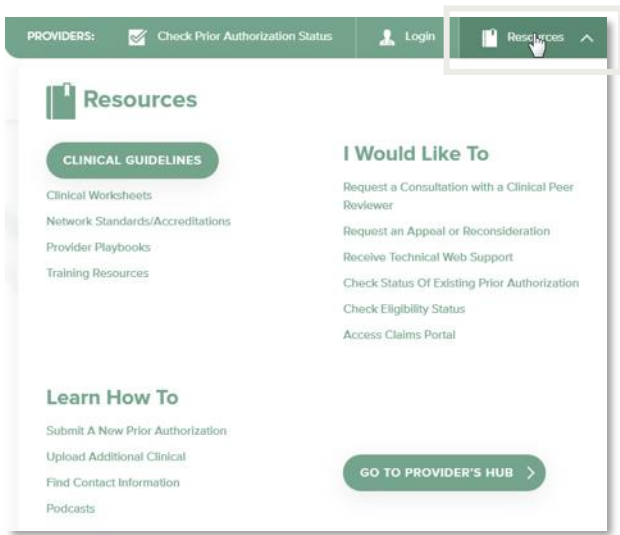 PROVIDERS:
Check Prior Authorization Status
Login
Resources
Resources
CLINICAL GUIDELINES
Clinical Worksheets
Network Standards/Accreditations
Provider Playbooks
Training Resources
I Would Like To
Request a Consultation with a Clinical Peer
Reviewer
Request an Appeal or Reconsideration
Receive Technical Web Support
Check Status Of Existing Prior Authorization
Check Eligibility Status
Access Claims Portal
Learn How To
Submit A New Prior Authorization
Upload Additional Clinical
Find Contact Information
Podcasts
GO TO PROVIDER'S HUB